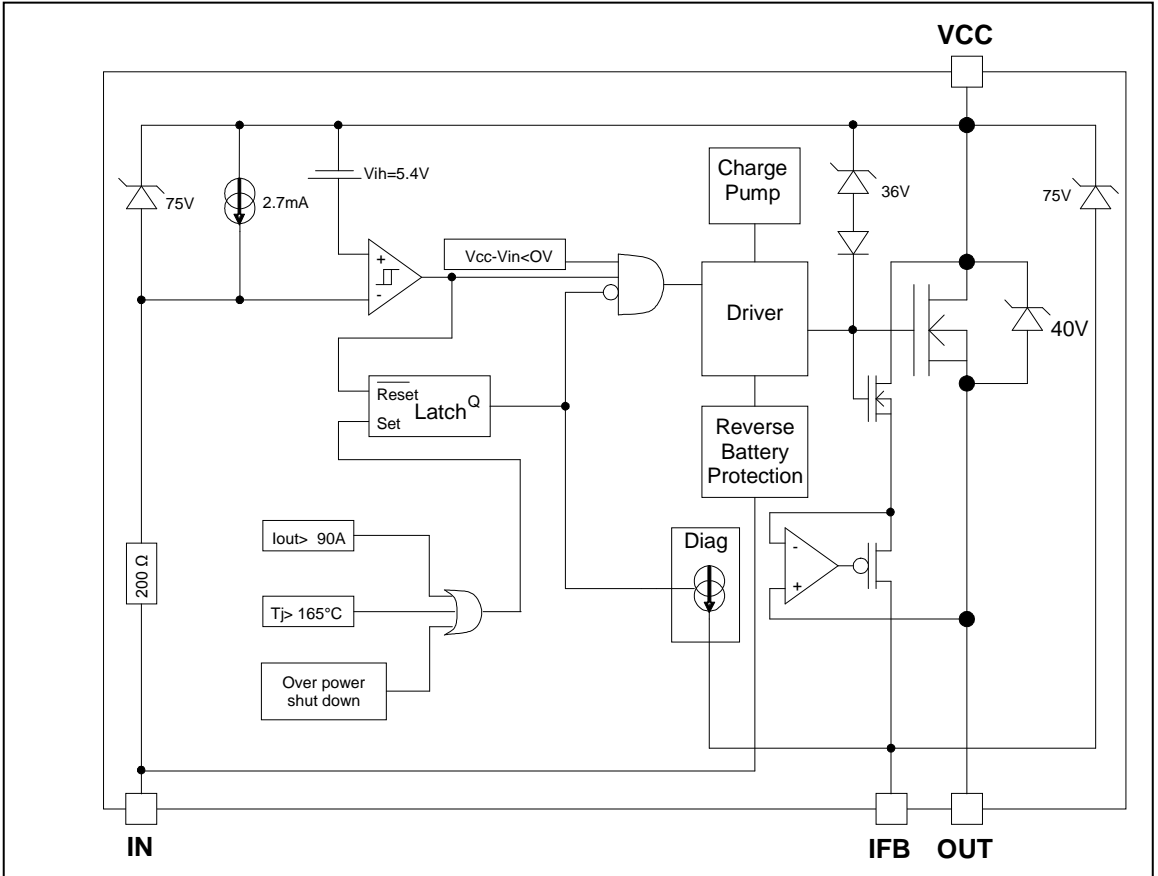 VCC
75V
2.7mA
Vih=5.4V
Charge
Pump
36V
75V
+
-
Vcc-Vin<OV
Driver
40V
Reset
Set
Latch
Q
Reverse
Battery
Protection
200 Ω
Iout> 90A
Tj> 165°C
Over power
shut down
Diag
-
+
IN
IFB
OUT